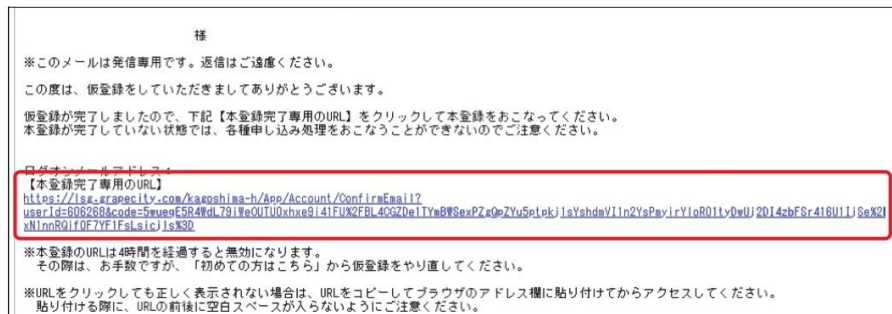 様
※このメールは発信専用です。返信はご遠慮ください。
この度は、仮登録をしていただきましてありがとうございます。
仮登録が完了しましたので、下記【本登録完了専用のURL】をクリックして本登録をおこなってください。
本登録が完了していない状態では、各種申し込み処理をおこなうことができないのでご注意ください。
ログオンメールアドレス:
【本登録完了専用のURL】
https://lsg.grapecity.com/kagoshima-h/App/Account/ConfirmEmail?
※本登録のURLは4時間を経過すると無効になります。
その際は、お手数ですが、「初めての方はこちら」から仮登録をやり直してください。
※URLをクリックしても正しく表示されない場合は、URLをコピーしてブラウザのアドレス欄に貼り付けてからアクセスしてください。
貼り付ける際に、URLの前後に空白スペースが入らないようにご注意ください。